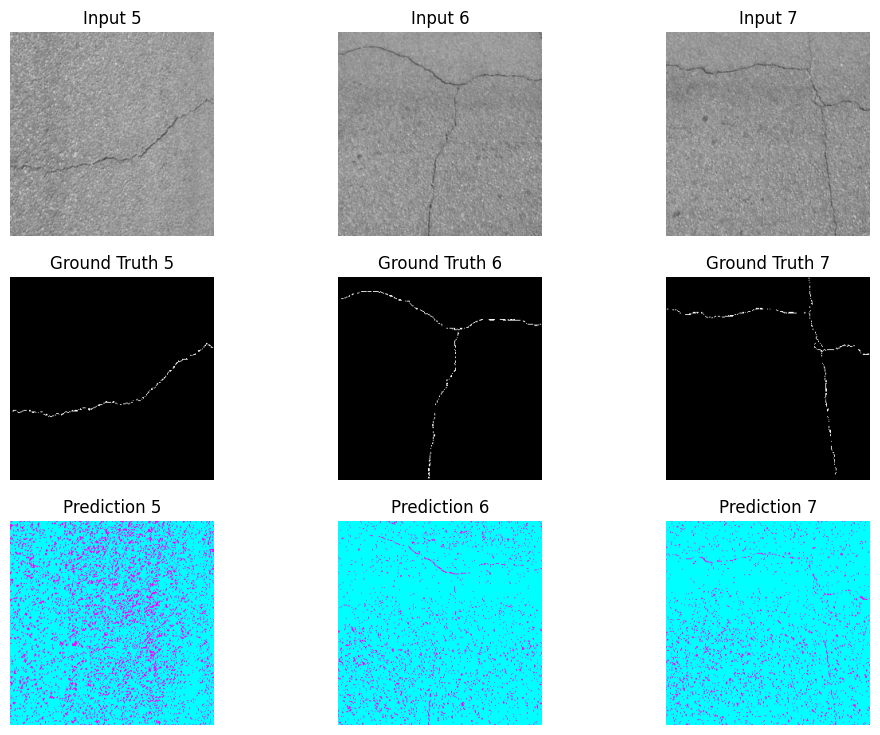 Input 5
Input 6
Input 7
Ground Truth 5
Ground Truth 6
Ground Truth 7
Prediction 5
Prediction 6
Prediction 7